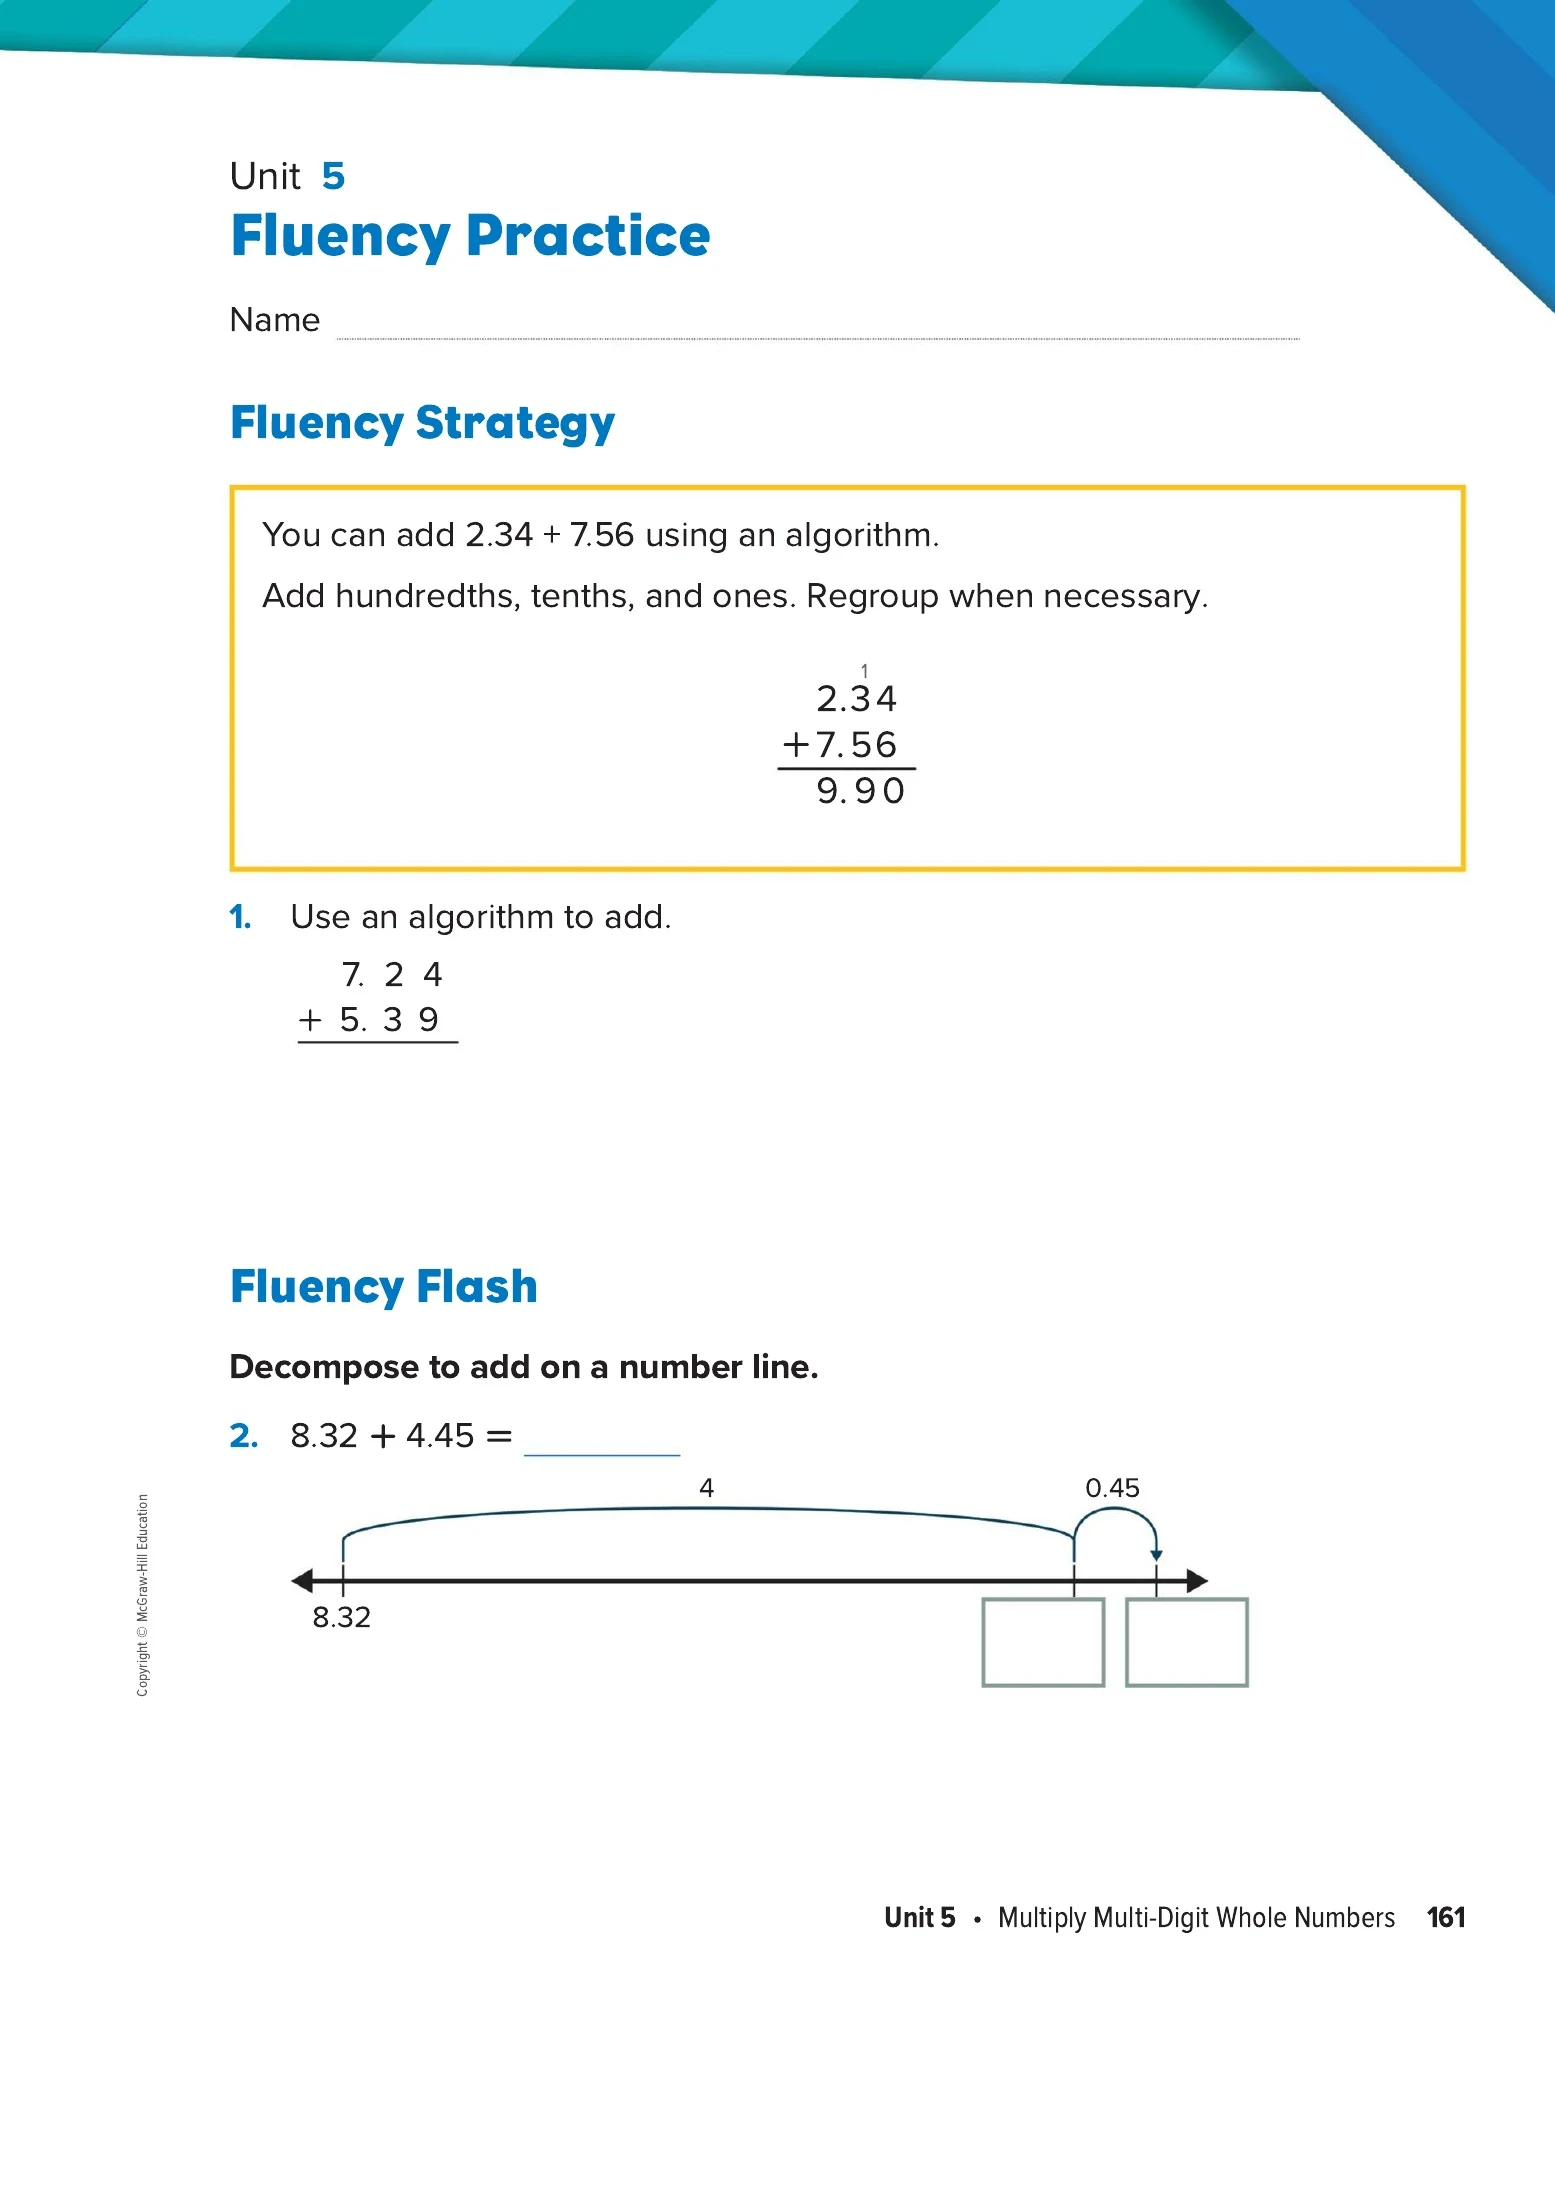 Unit 5
Fluency Practice
Name
Fluency Strategy
You can add 2.34 + 7.56 using an algorithm.
Add hundredths, tenths, and ones. Regroup when necessary.
1
2.34
+7.56
9.90
1. Use an algorithm to add.
7. 2 4
+ 5. 3 9
Fluency Flash
Decompose to add on a number line.
2. 8.32 + 4.45 =
4 0.45
8.32
Copyright © McGraw-Hill Education
Unit 5 • Multiply Multi-Digit Whole Numbers 161